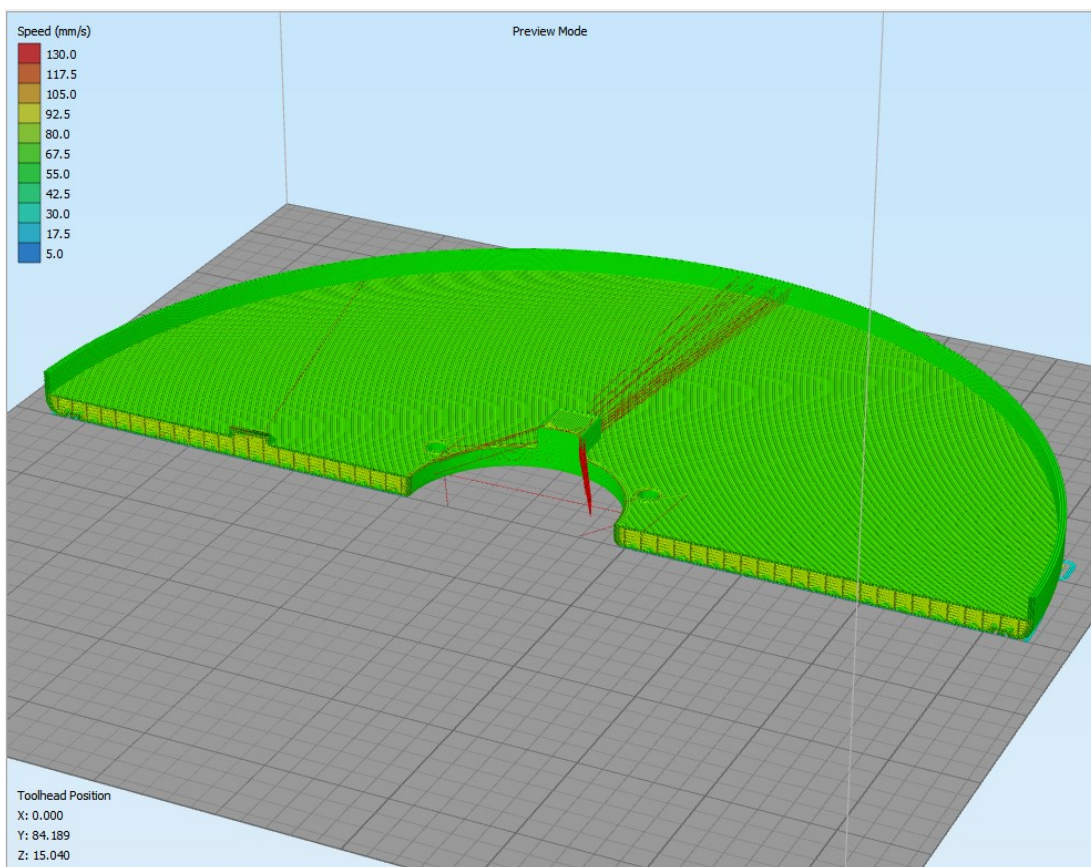 Speed (mm/s)
Preview Mode
130.0
117.5
105.0
92.5
80.0
67.5
55.0
42.5
30.0
17.5
5.0
Toolhead Position
X: 0.000
Y: 84.189
Z: 15.040